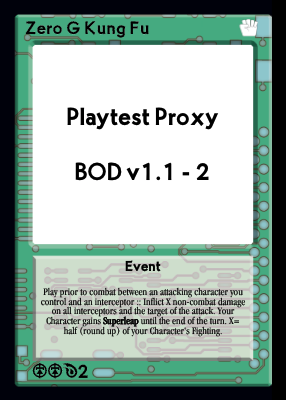 Zero G Kung Fu
Playtest Proxy
BOD v1.1 - 2
Event
Play prior to combat between an attacking character you
control and an interceptor :: Inflict X non-combat damage
on all interceptors and the target of the attack. Your
Character gains Superleap until the end of the turn. X=
half (round up) of your Character's Fighting.
2